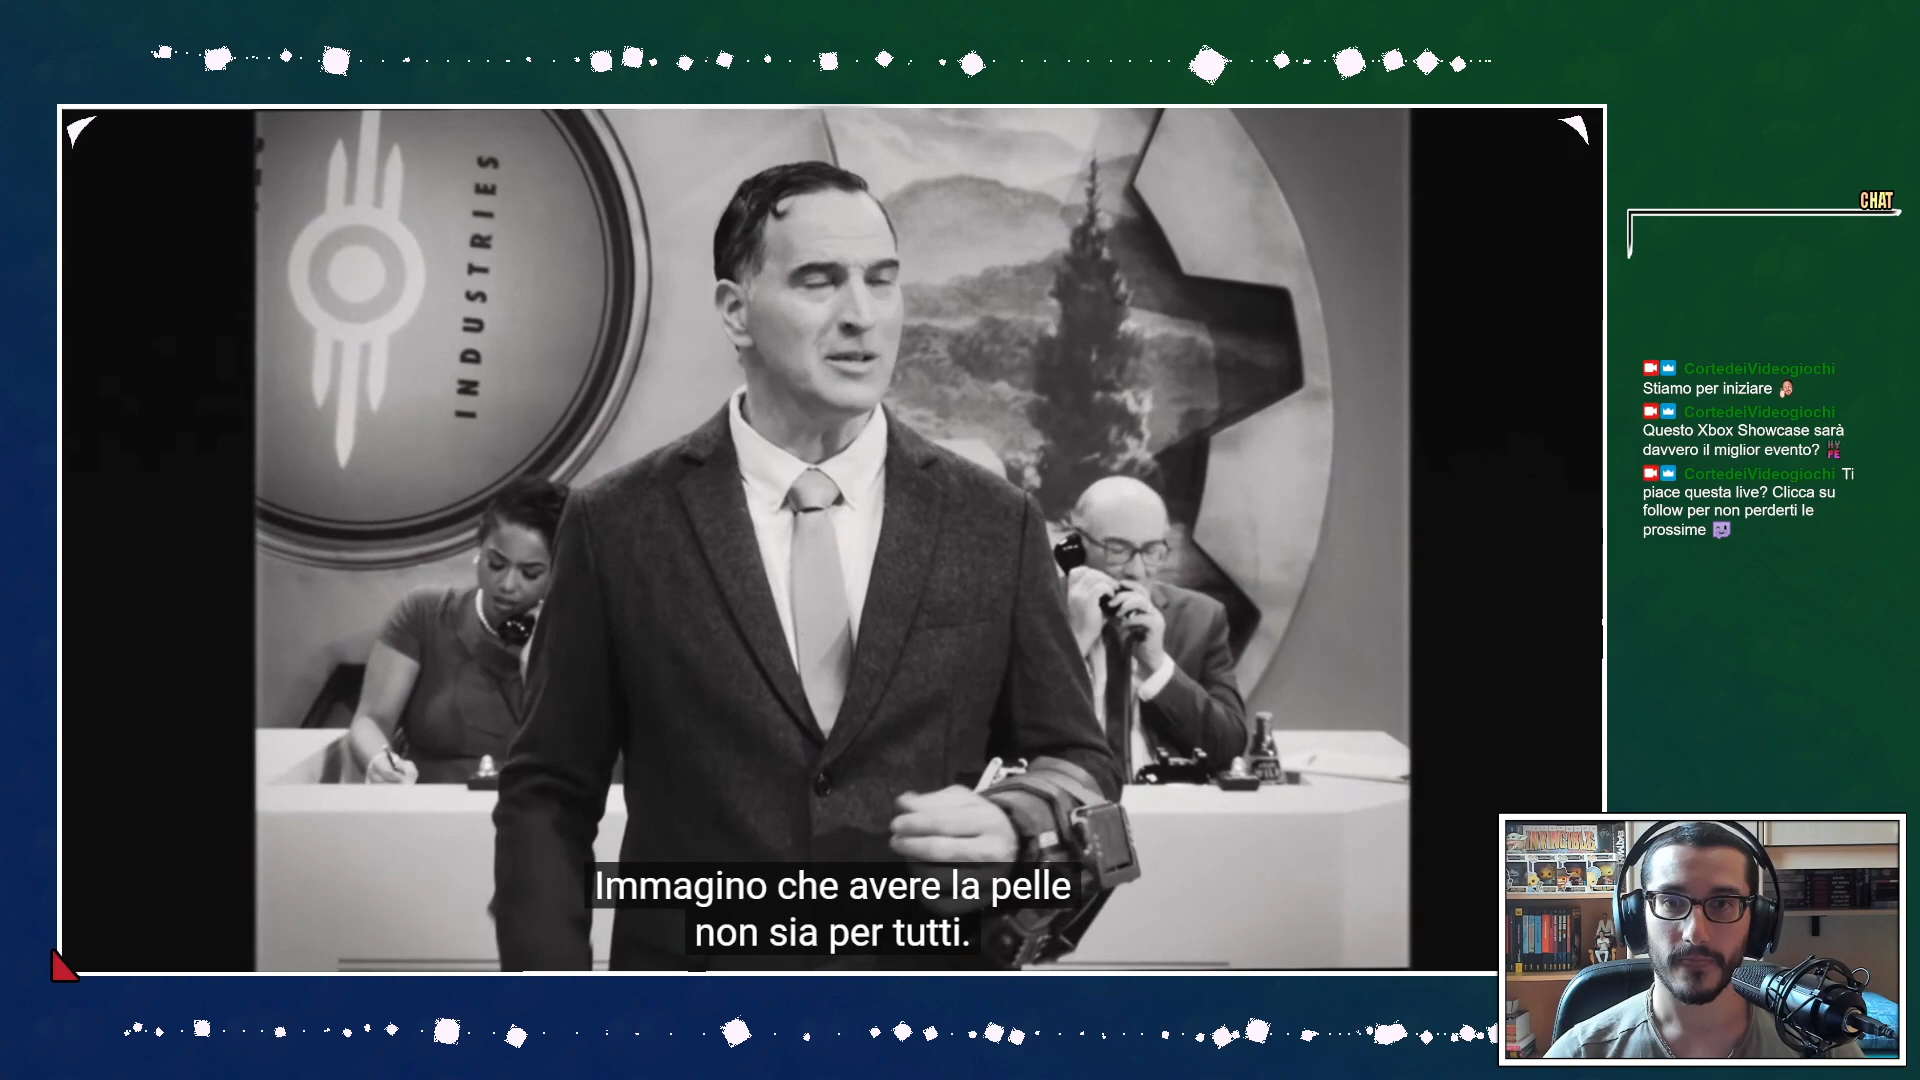 INDUSTRIES
CHAT
CortedeiVideogiochi
Stiamo per iniziare
CortedeiVideogiochi
Questo Xbox Showcase sarà
davvero il miglior evento?
CortedeiVideogiochi Ti
piace questa live? Clicca su
follow per non perderti le
prossime
Immagino che avere la pelle
non sia per tutti.
INVINCIBLE